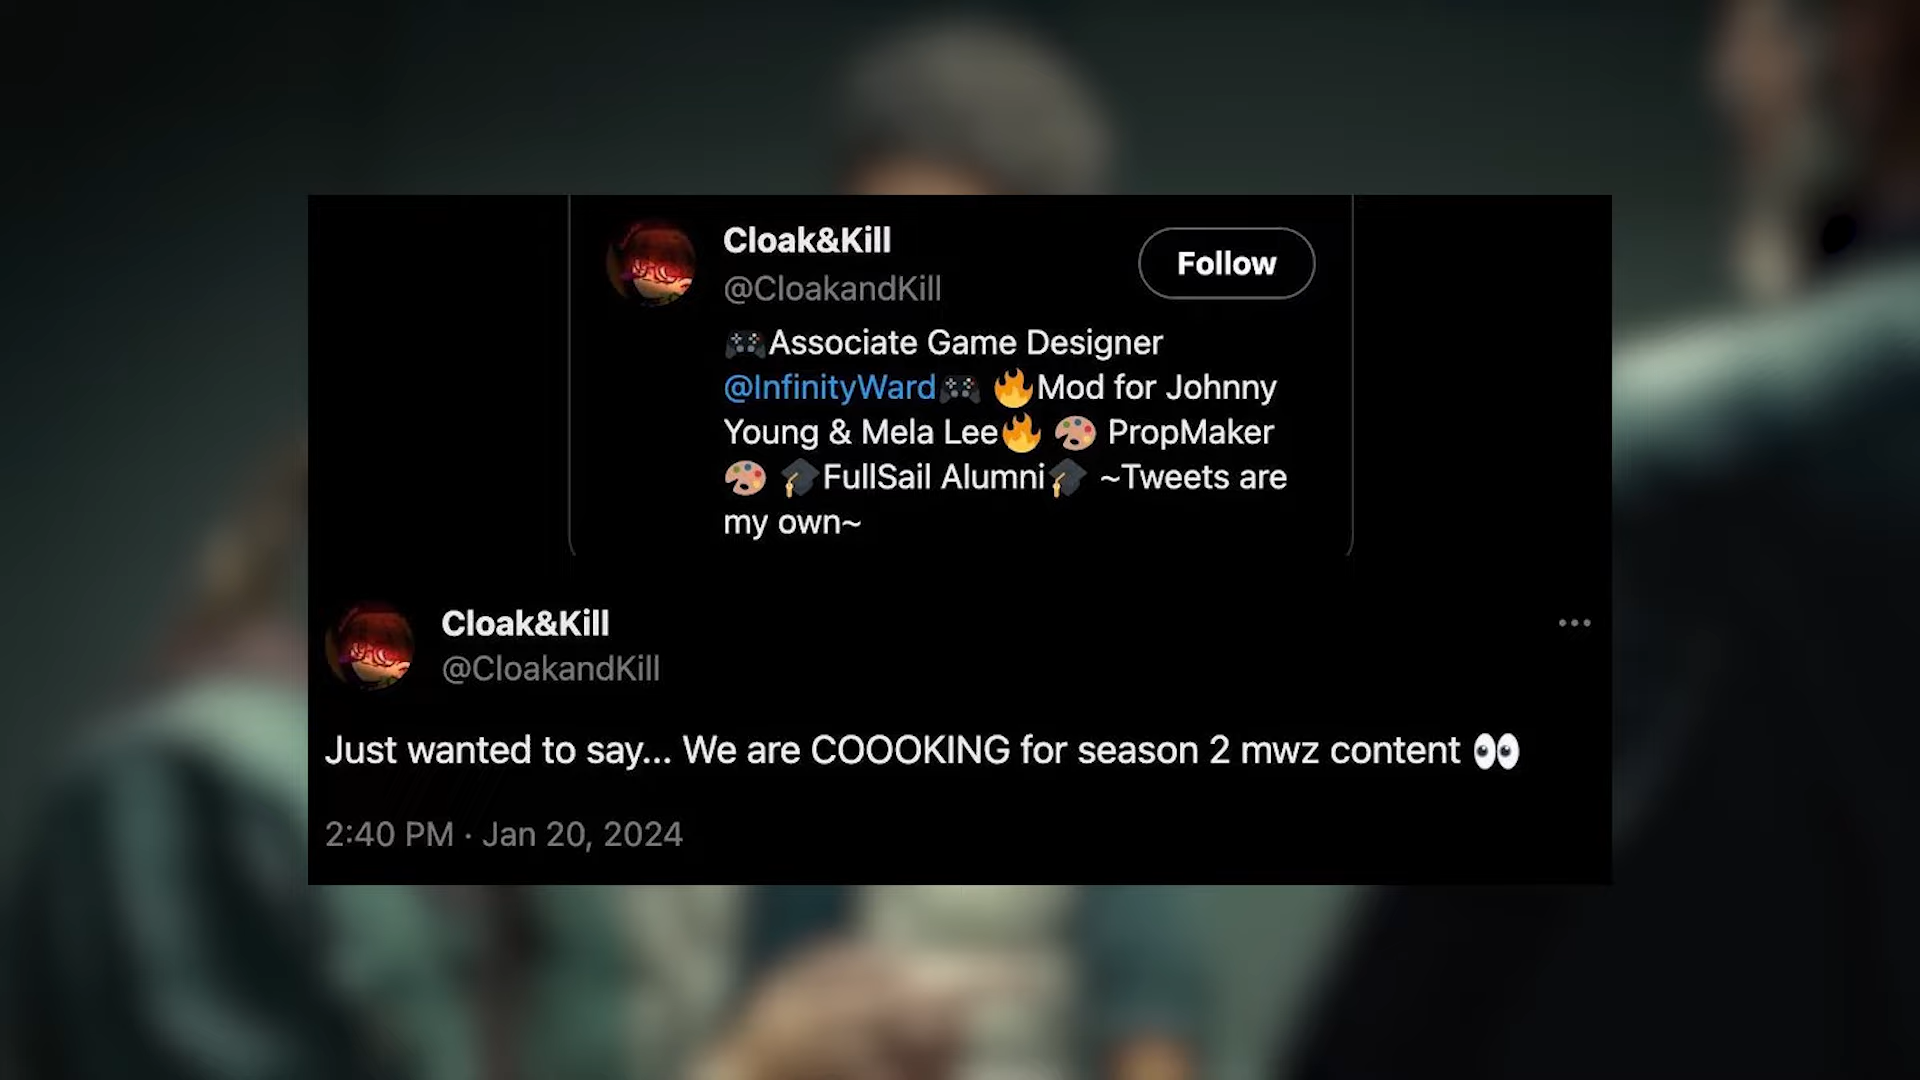 Cloak&Kill
@CloakandKill
Follow
🎮Associate Game Designer
@InfinityWard🎮 🔥Mod for Johnny
Young & Mela Lee🔥 🎨 PropMaker
🎨 🎓FullSail Alumni🎓 ~Tweets are
my own~
Cloak&Kill
@CloakandKill
Just wanted to say... We are COOOKING for season 2 mwz content 👀
2:40 PM · Jan 20, 2024